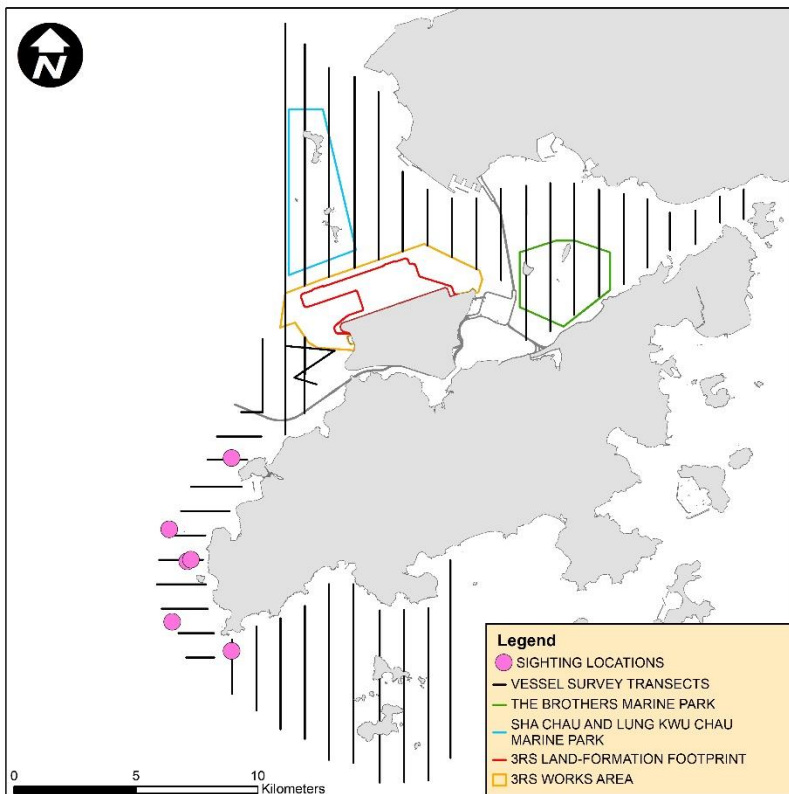 N
Legend
SIGHTING LOCATIONS
VESSEL SURVEY TRANSECTS
THE BROTHERS MARINE PARK
SHA CHAU AND LUNG KWU CHAU
MARINE PARK
3RS LAND-FORMATION FOOTPRINT
3RS WORKS AREA
0 5 10
Kilometers